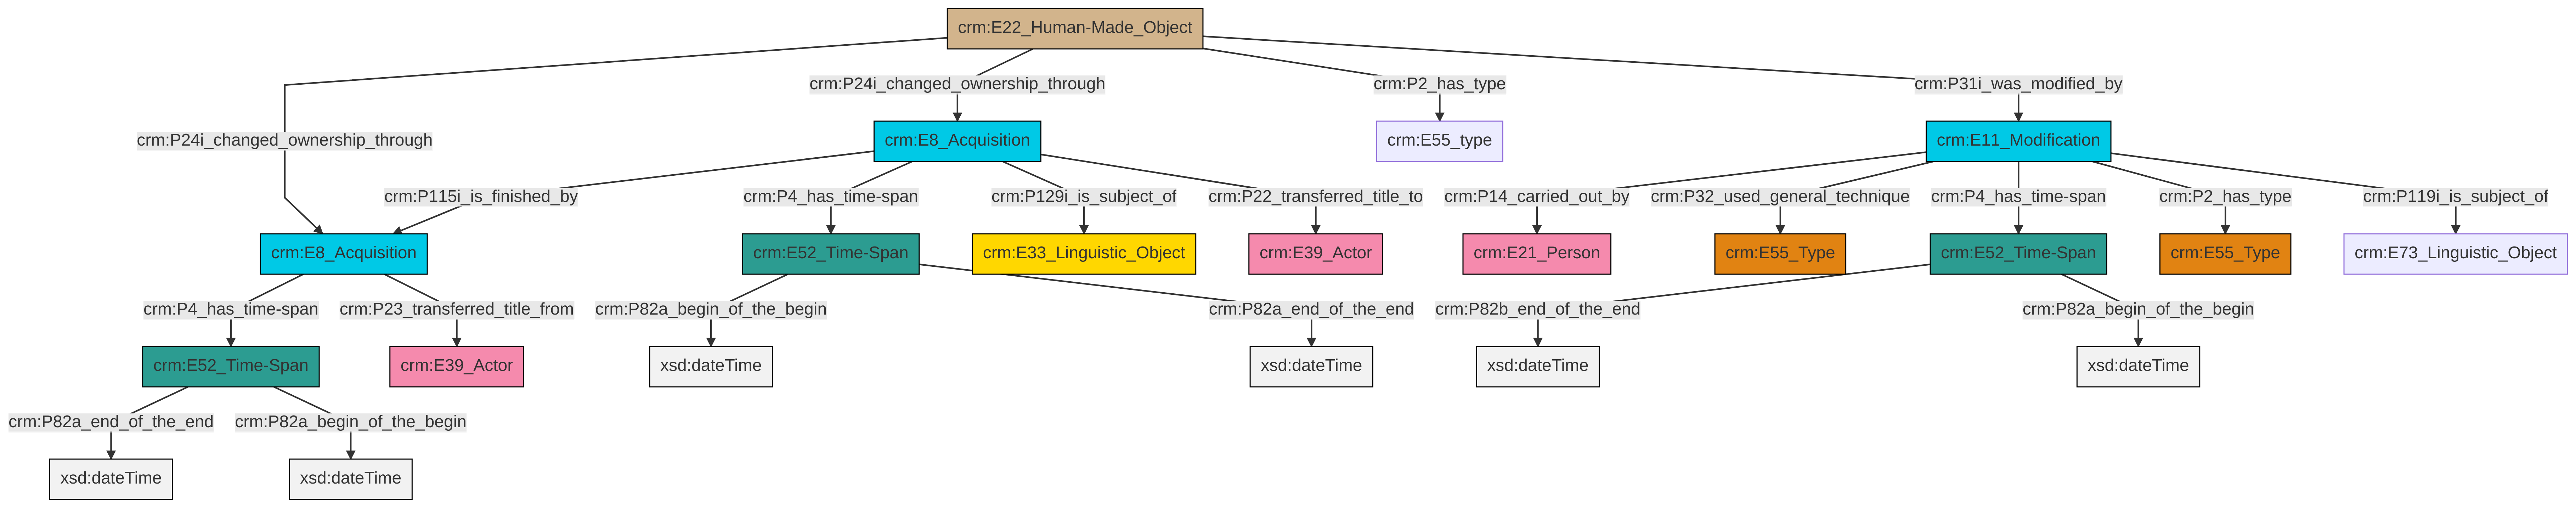 crm:E22_Human-Made_Object
crm:P24i_changed_ownership_through
crm:P2_has_type
crm:P31i_was_modified_by
crm:P24i_changed_ownership_through
crm:E8_Acquisition
crm:E55_type
crm:E11_Modification
crm:P115i_is_finished_by
crm:P4_has_time-span
crm:P129i_is_subject_of
crm:P22_transferred_title_to
crm:P14_carried_out_by
crm:P32_used_general_technique
crm:P4_has_time-span
crm:P2_has_type
crm:P119i_is_subject_of
crm:E8_Acquisition
crm:E52_Time-Span
crm:E33_Linguistic_Object
crm:E39_Actor
crm:E21_Person
crm:E55_Type
crm:E52_Time-Span
crm:E55_Type
crm:E73_Linguistic_Object
crm:P4_has_time-span
crm:P23_transferred_title_from
crm:P82a_begin_of_the_begin
crm:P82a_end_of_the_end
crm:P82b_end_of_the_end
crm:P82a_begin_of_the_begin
crm:E52_Time-Span
crm:E39_Actor
xsd:dateTime
xsd:dateTime
xsd:dateTime
xsd:dateTime
crm:P82a_end_of_the_end
crm:P82a_begin_of_the_begin
xsd:dateTime
xsd:dateTime